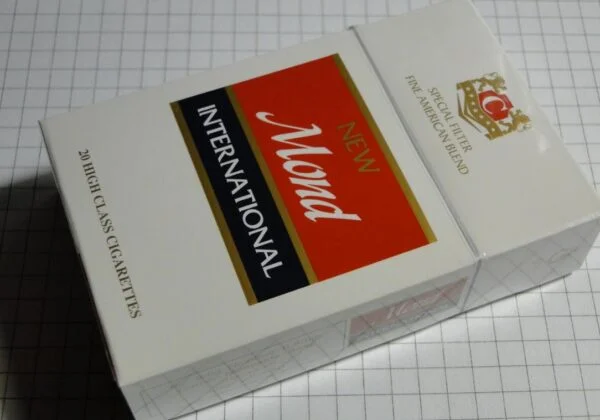 C
SPECIAL FILTER
FINE AMERICAN BLEND
NEW
Mond
INTERNATIONAL
20 HIGH CLASS CIGARETTES